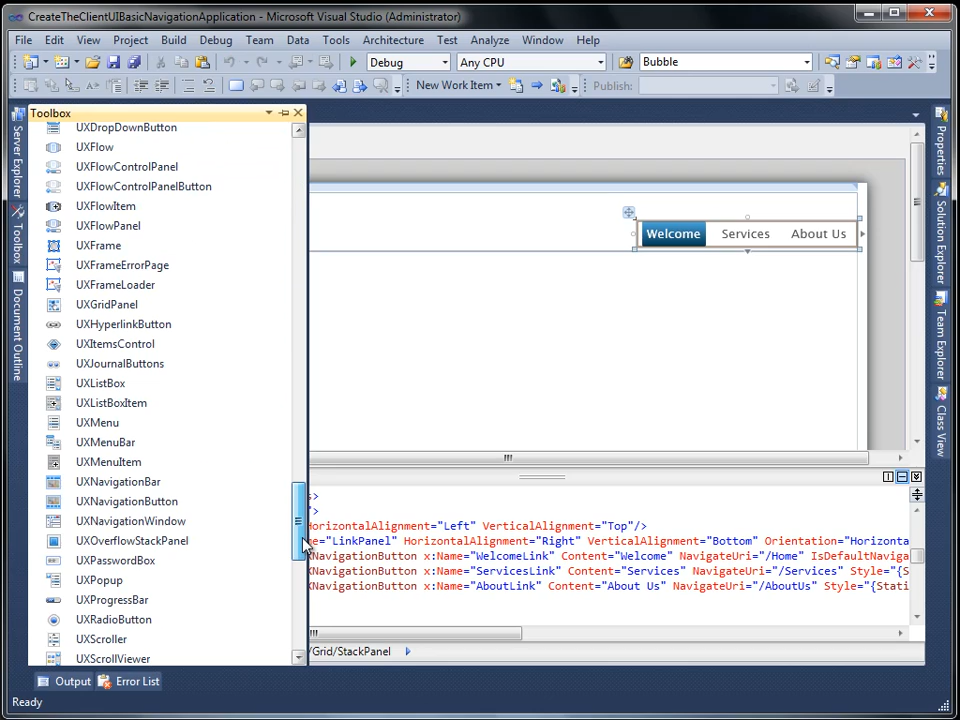 CreateTheClientUIBasicNavigationApplication - Microsoft Visual Studio (Administrator)
File Edit View Project Build Debug Team Data Tools Architecture Test Analyze Window Help
Debug Any CPU Bubble
New Work Item Publish:
Toolbox
UXDropDownButton
UXFlow
UXFlowControlPanel
UXFlowControlPanelButton
UXFlowItem
UXFlowPanel
UXFrame
UXFrameErrorPage
UXFrameLoader
UXGridPanel
UXHyperlinkButton
UXItemsControl
UXJournalButtons
UXListBox
UXListBoxItem
UXMenu
UXMenuBar
UXMenuItem
UXNavigationBar
UXNavigationButton
UXNavigationWindow
UXOverflowStackPanel
UXPasswordBox
UXPopup
UXProgressBar
UXRadioButton
UXScroller
UXScrollViewer
Server Explorer
Toolbox
Document Outline
Welcome Services About Us
s>
">
HorizontalAlignment="Left" VerticalAlignment="Top"/>
me="LinkPanel" HorizontalAlignment="Right" VerticalAlignment="Bottom" Orientation="Horizonta
NavigationButton x:Name="WelcomeLink" Content="Welcome" NavigateUri="/Home" IsDefaultNaviga
NavigationButton x:Name="ServicesLink" Content="Services" NavigateUri="/Services" Style="{S
NavigationButton x:Name="AboutLink" Content="About Us" NavigateUri="/AboutUs" Style="{Stati
/Grid/StackPanel
Properties
Solution Explorer
Team Explorer
Class View
Output Error List
Ready